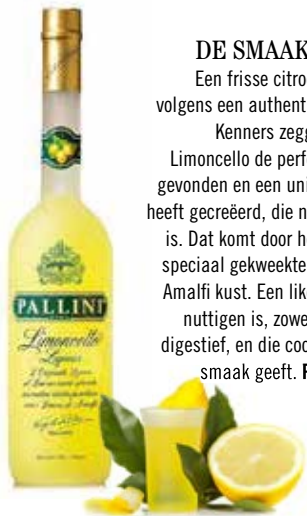 DE SMAAK
Een frisse citro
volgens een authent
Kenners zegg
Limoncello de perf
gevonden en een uni
heeft gecreëerd, die n
is. Dat komt door h
speciaal gekweekte
Amalfi kust. Een lik
nuttigen is, zowe
digestief, en die coc
smaak geeft.
PALLINI
Limoncello
Liqueur